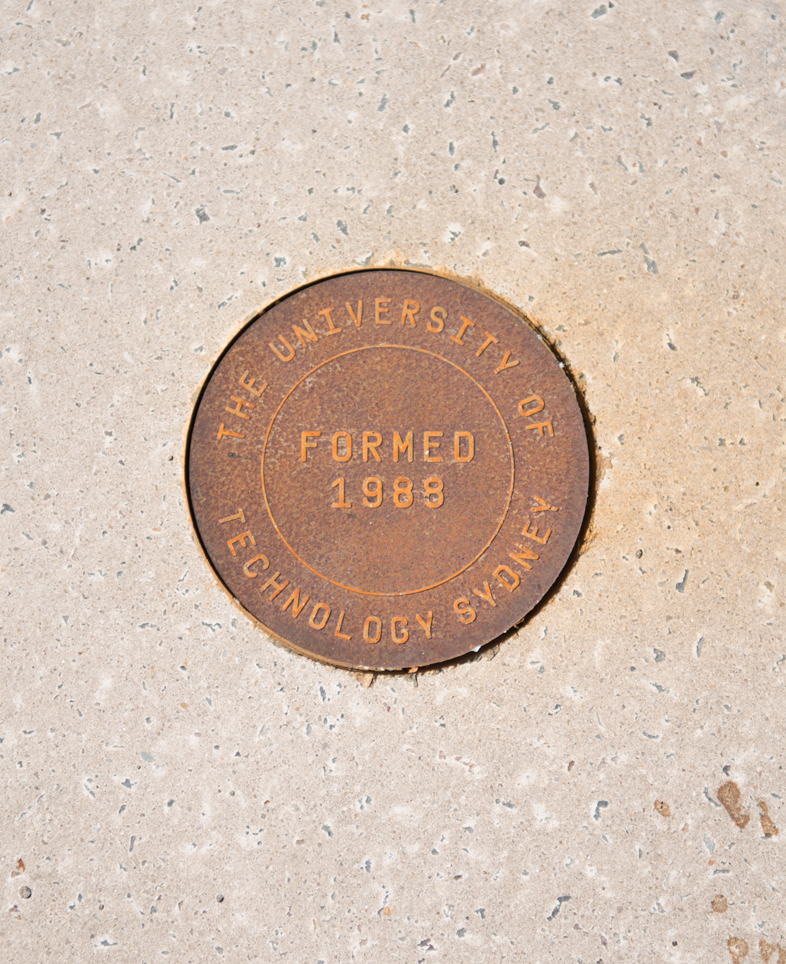 THE UNIVERSITY OF
FORMED
1988
TECHNOLOGY SYDNEY